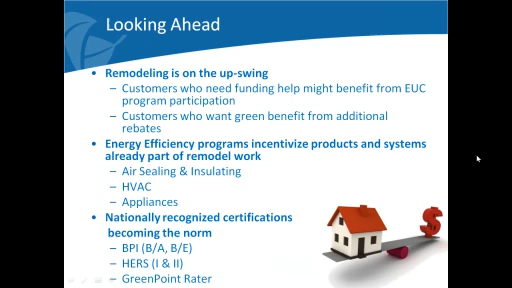 Looking Ahead
• Remodeling is on the up-swing
– Customers who need funding help might benefit from EUC
program participation
– Customers who want green benefit from additional
rebates
• Energy Efficiency programs incentivize products and systems
already part of remodel work
– Air Sealing & Insulating
– HVAC
– Appliances
• Nationally recognized certifications
becoming the norm
– BPI (B/A, B/E)
– HERS (I & II)
– GreenPoint Rater
$